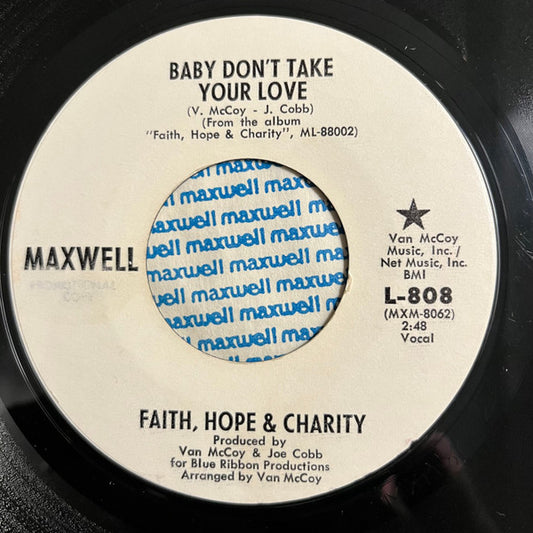 BABY DON'T TAKE
YOUR LOVE
(V. McCoy - J. Cobb)
(From the album
"Faith, Hope & Charity", ML-88002)
maxwell maxwell
MAXWELL
PROMOTIONAL
COPY
Van McCoy
Music, Inc. /
Net Music, Inc.
BMI
L-808
(MXM-8062)
2:48
Vocal
FAITH, HOPE & CHARITY
Produced by
Van McCoy & Joe Cobb
for Blue Ribbon Productions
Arranged by Van McCoy